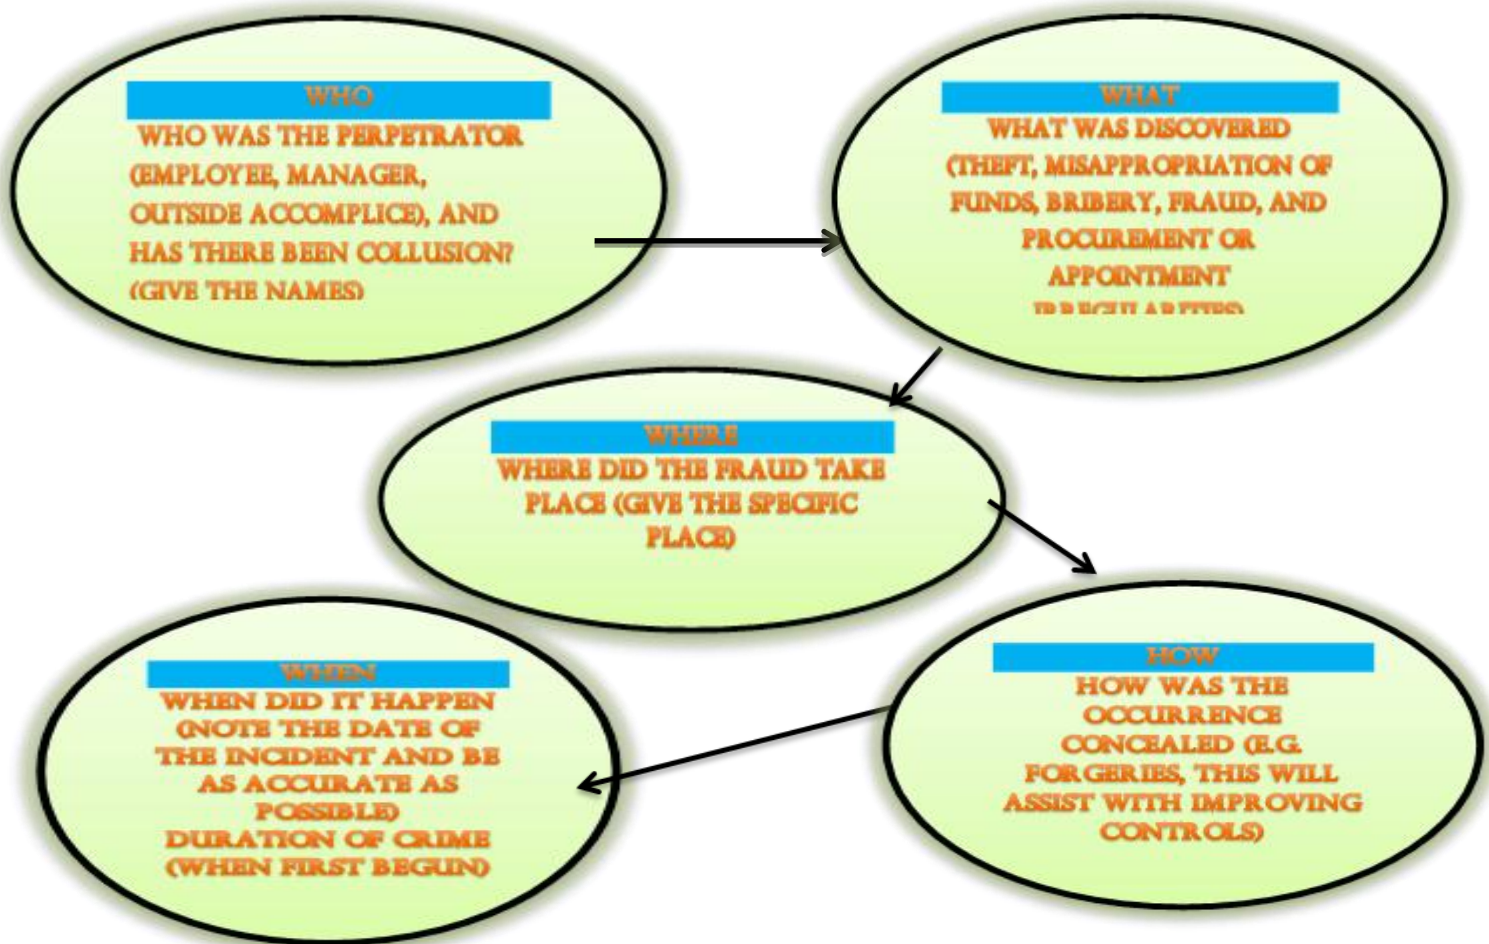 WHO
WHO WAS THE PERPETRATOR
(EMPLOYEE, MANAGER,
OUTSIDE ACCOMPLICE), AND
HAS THERE BEEN COLLUSION?
(GIVE THE NAMES)
WHAT
WHAT WAS DISCOVERED
(THEFT, MISAPPROPRIATION OF
FUNDS, BRIBERY, FRAUD, AND
PROCUREMENT OR
APPOINTMENT
IRREGULARITIES)
WHERE
WHERE DID THE FRAUD TAKE
PLACE (GIVE THE SPECIFIC
PLACE)
HOW
HOW WAS THE
OCCURRENCE
CONCEALED (E.G.
FORGERIES, THIS WILL
ASSIST WITH IMPROVING
CONTROLS)
WHEN
WHEN DID IT HAPPEN
(NOTE THE DATE OF
THE INCIDENT AND BE
AS ACCURATE AS
POSSIBLE)
DURATION OF CRIME
(WHEN FIRST BEGUN)